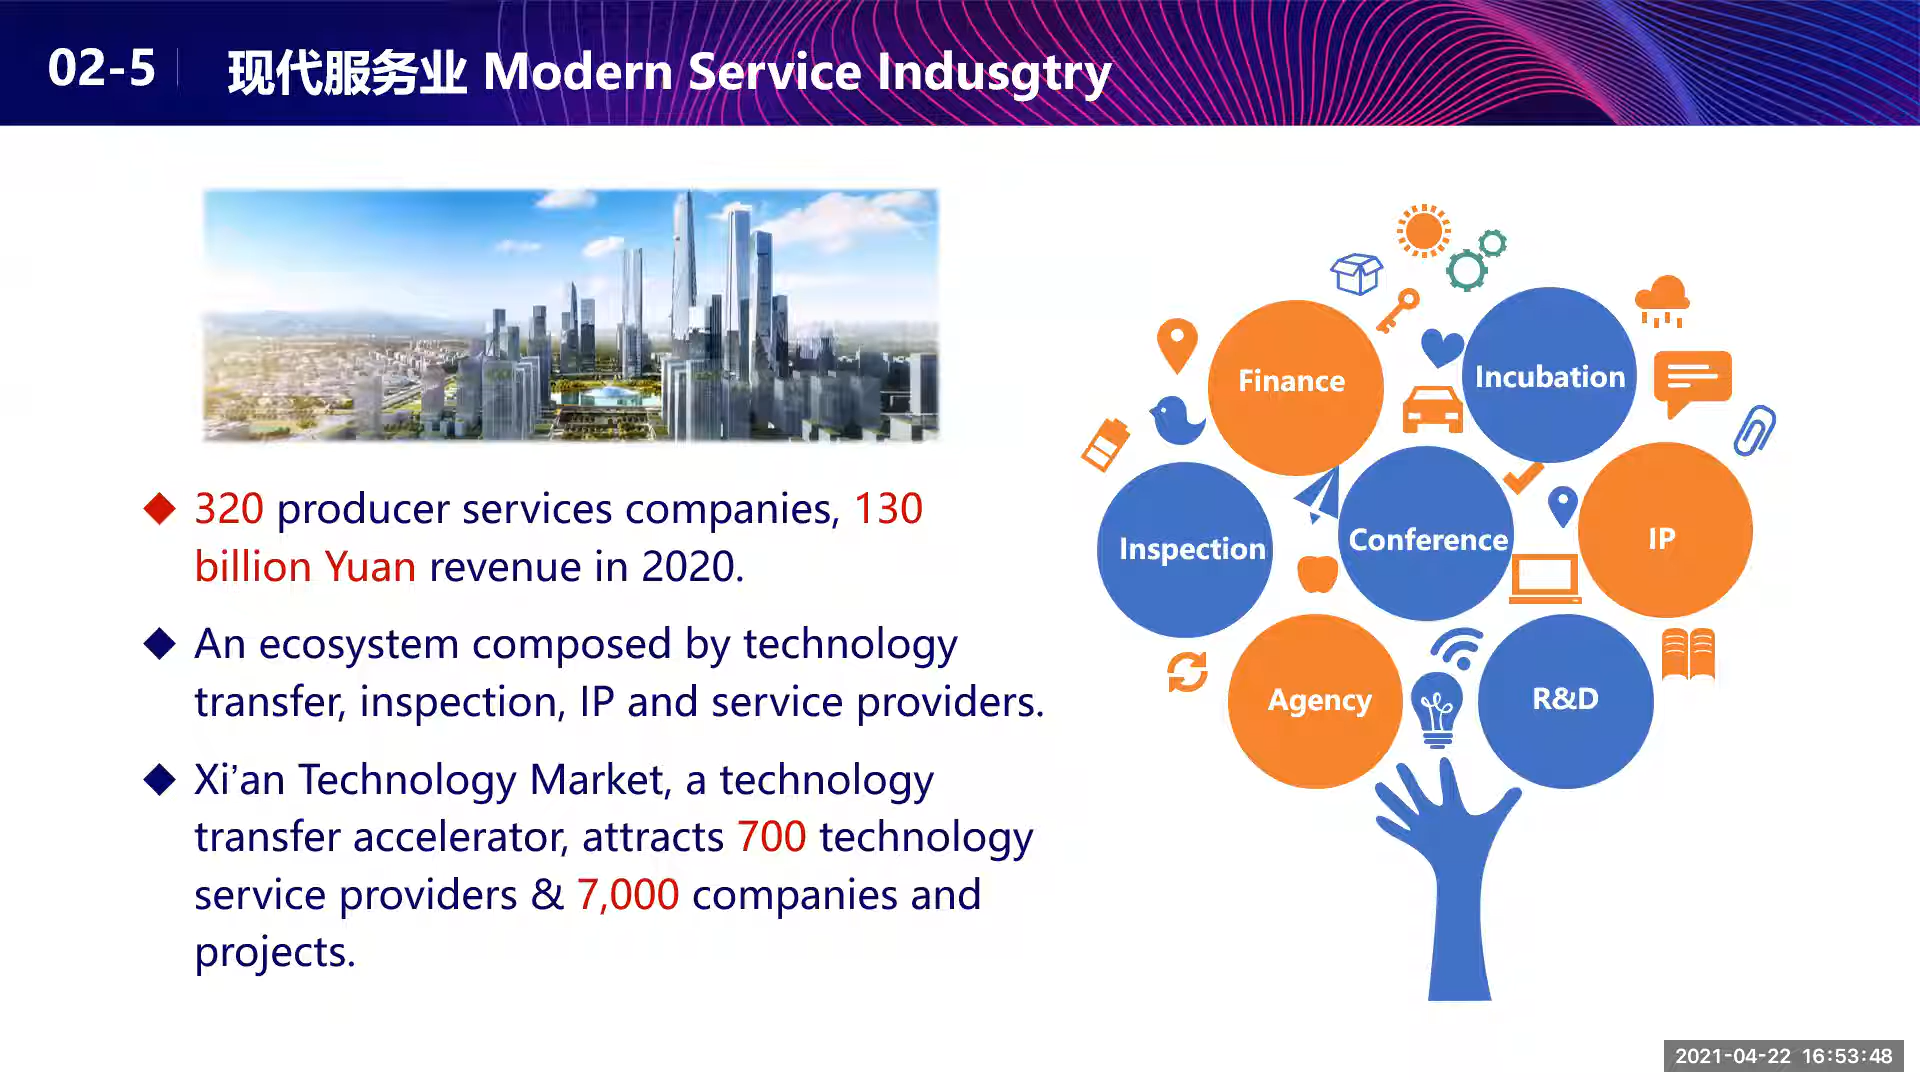 02-5
现代服务业 Modern Service Indusgtry
320 producer services companies, 130
billion Yuan revenue in 2020.
An ecosystem composed by technology
transfer, inspection, IP and service providers.
Xi’an Technology Market, a technology
transfer accelerator, attracts 700 technology
service providers & 7,000 companies and
projects.
Finance
Incubation
Inspection
Conference
IP
Agency
R&D
2021-04-22 16:53:48